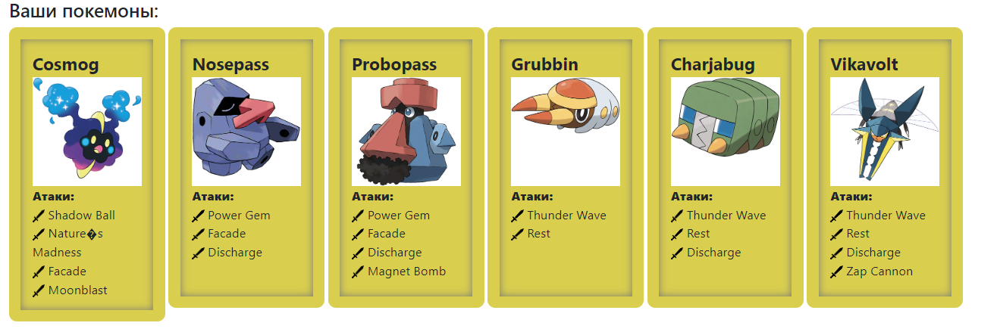 Ваши покемоны:
Cosmog
Атаки:
Shadow Ball
Nature�s
Madness
Facade
Moonblast
Nosepass
Атаки:
Power Gem
Facade
Discharge
Probopass
Атаки:
Power Gem
Facade
Discharge
Magnet Bomb
Grubbin
Атаки:
Thunder Wave
Rest
Charjabug
Атаки:
Thunder Wave
Rest
Discharge
Vikavolt
Атаки:
Thunder Wave
Rest
Discharge
Zap Cannon